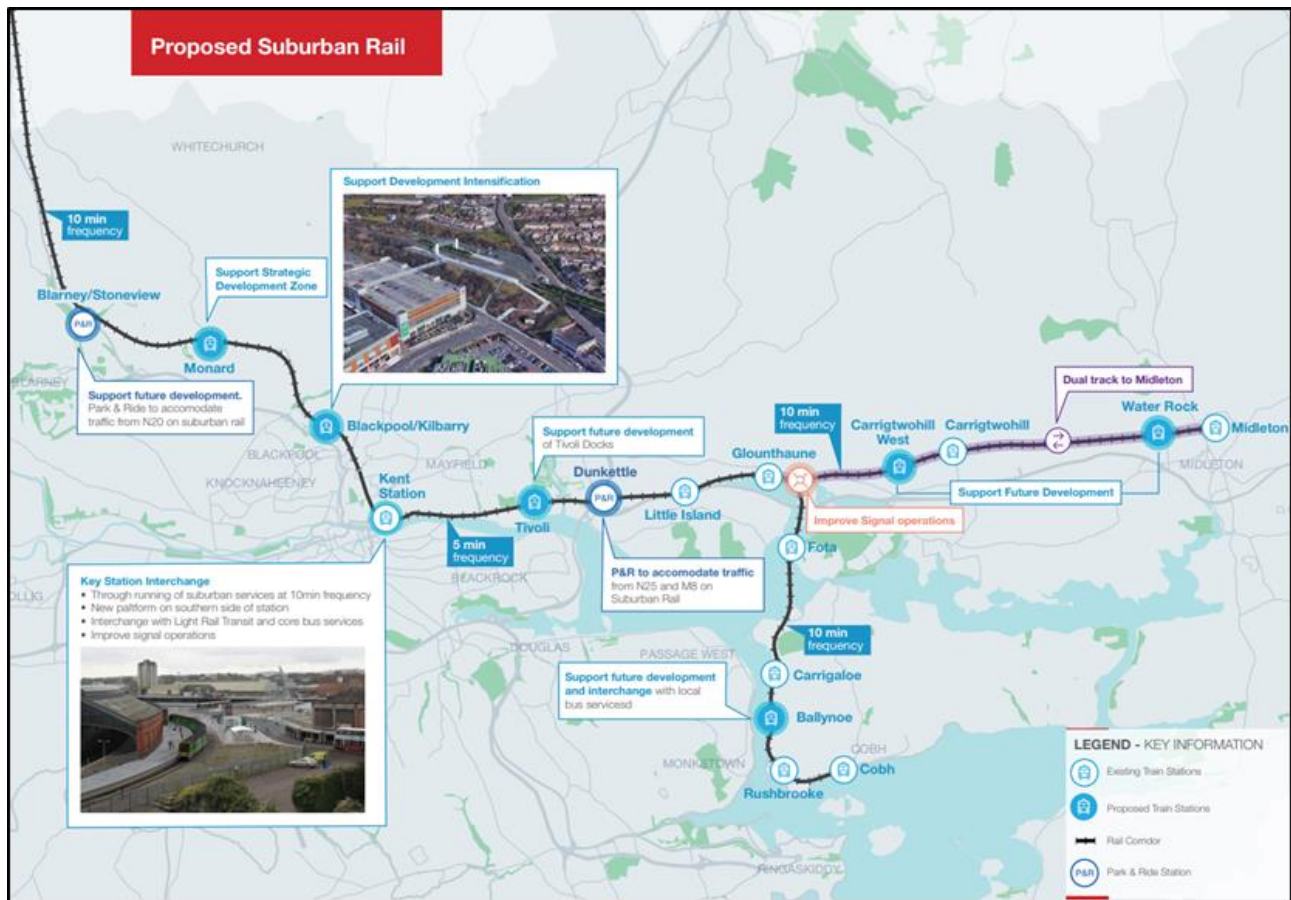 Proposed Suburban Rail
WHITECHURCH
10 min
frequency
Support Development Intensification
Support Strategic
Development Zone
Blarney/Stoneview
P&R
Monard
BLARNEY
Support future development.
Park & Ride to accomodate
traffic from N20 on suburban rail
Blackpool/Kilbarry
BLACKPOOL
KNOCKNAHEENEY
MAYFIELD
Kent
Station
Support future development
of Tivoli Docks
Dunkettle
P&R
Tivoli
5 min
frequency
Little Island
Glounthaune
10 min
frequency
Carrigtwohill
West
Carrigtwohill
Dual track to Midleton
Water Rock
Midleton
MIDLETON
Support Future Development
Improve Signal operations
Fota
P&R to accomodate traffic
from N25 and M8 on
Suburban Rail
BLACKROCK
DOUGLAS
PASSAGE WEST
10 min
frequency
Carrigaloe
Support future development
and interchange with local
bus servicesd
Ballynoe
MONKSTOWN
COBH
Rushbrooke
Cobh
RINGASKIDDY
Key Station Interchange
• Through running of suburban services at 10min frequency
• New paltform on southern side of station
• Interchange with Light Rail Transit and core bus services
• Improve signal operations
LEGEND - KEY INFORMATION
Existing Train Stations
Proposed Train Stations
Rail Corridor
P&R Park & Ride Station